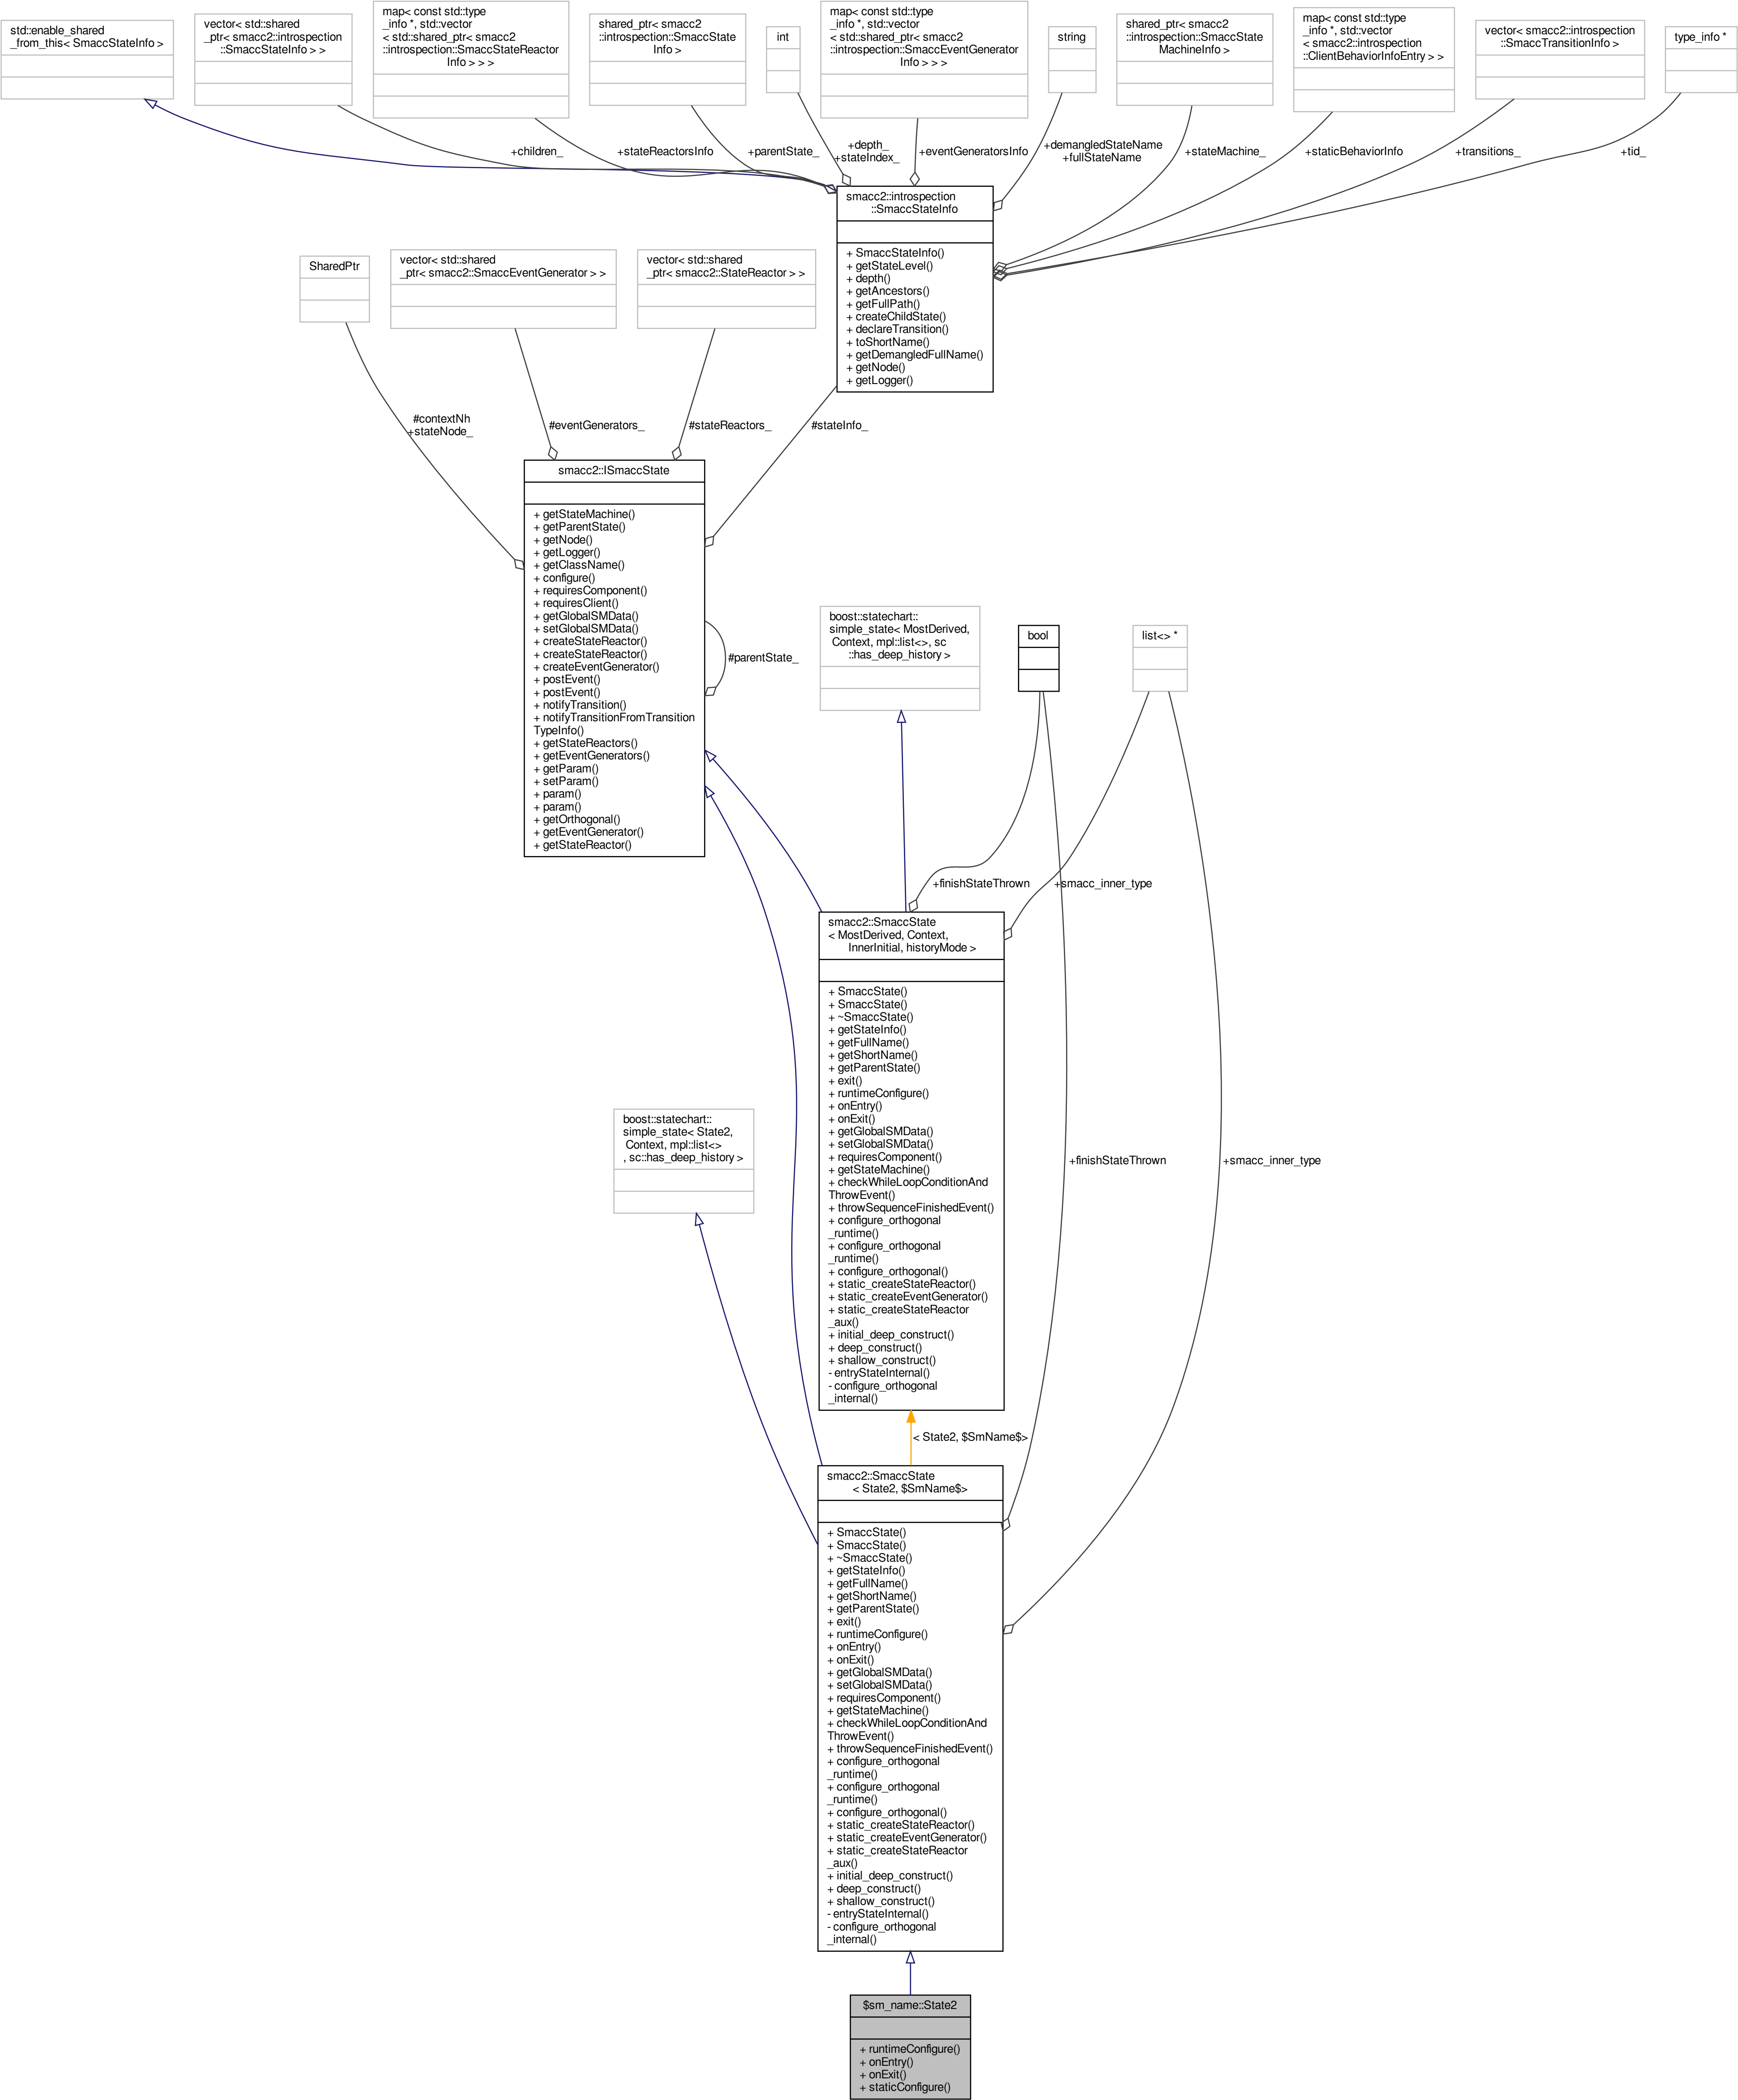 std::enable_shared
_from_this< SmaccStateInfo >
vector< std::shared
_ptr< smacc2::introspection
::SmaccStateInfo > >
map< const std::type
_info *, std::vector
< std::shared_ptr< smacc2
::introspection::SmaccStateReactor
Info > > >
shared_ptr< smacc2
::introspection::SmaccState
Info >
int
map< const std::type
_info *, std::vector
< std::shared_ptr< smacc2
::introspection::SmaccEventGenerator
Info > > >
string
shared_ptr< smacc2
::introspection::SmaccState
MachineInfo >
map< const std::type
_info *, std::vector
< smacc2::introspection
::ClientBehaviorInfoEntry > >
vector< smacc2::introspection
::SmaccTransitionInfo >
type_info *
+children_
+stateReactorsInfo
+parentState_
+depth_
+stateIndex_
+eventGeneratorsInfo
+demangledStateName
+fullStateName
+stateMachine_
+staticBehaviorInfo
+transitions_
+tid_
smacc2::introspection
::SmaccStateInfo
+ SmaccStateInfo()
+ getStateLevel()
+ depth()
+ getAncestors()
+ getFullPath()
+ createChildState()
+ declareTransition()
+ toShortName()
+ getDemangledFullName()
+ getNode()
+ getLogger()
SharedPtr
vector< std::shared
_ptr< smacc2::SmaccEventGenerator > >
vector< std::shared
_ptr< smacc2::StateReactor > >
#contextNh
+stateNode_
#eventGenerators_
#stateReactors_
#stateInfo_
smacc2::ISmaccState
+ getStateMachine()
+ getParentState()
+ getNode()
+ getLogger()
+ getClassName()
+ configure()
+ requiresComponent()
+ requiresClient()
+ getGlobalSMData()
+ setGlobalSMData()
+ createStateReactor()
+ createStateReactor()
+ createEventGenerator()
+ postEvent()
+ postEvent()
+ notifyTransition()
+ notifyTransitionFromTransition
TypeInfo()
+ getStateReactors()
+ getEventGenerators()
+ getParam()
+ setParam()
+ param()
+ param()
+ getOrthogonal()
+ getEventGenerator()
+ getStateReactor()
#parentState_
boost::statechart::
simple_state< MostDerived,
Context, mpl::list<>, sc
::has_deep_history >
bool
list<> *
+finishStateThrown
+smacc_inner_type
smacc2::SmaccState
< MostDerived, Context,
InnerInitial, historyMode >
+ SmaccState()
+ SmaccState()
+ ~SmaccState()
+ getStateInfo()
+ getFullName()
+ getShortName()
+ getParentState()
+ exit()
+ runtimeConfigure()
+ onEntry()
+ onExit()
+ getGlobalSMData()
+ setGlobalSMData()
+ requiresComponent()
+ getStateMachine()
+ checkWhileLoopConditionAnd
ThrowEvent()
+ throwSequenceFinishedEvent()
+ configure_orthogonal
_runtime()
+ configure_orthogonal
_runtime()
+ configure_orthogonal()
+ static_createStateReactor()
+ static_createEventGenerator()
+ static_createStateReactor
_aux()
+ initial_deep_construct()
+ deep_construct()
+ shallow_construct()
- entryStateInternal()
- configure_orthogonal
_internal()
boost::statechart::
simple_state< State2,
Context, mpl::list<>
, sc::has_deep_history >
+finishStateThrown
+smacc_inner_type
< State2, $SmName$>
smacc2::SmaccState
< State2, $SmName$>
+ SmaccState()
+ SmaccState()
+ ~SmaccState()
+ getStateInfo()
+ getFullName()
+ getShortName()
+ getParentState()
+ exit()
+ runtimeConfigure()
+ onEntry()
+ onExit()
+ getGlobalSMData()
+ setGlobalSMData()
+ requiresComponent()
+ getStateMachine()
+ checkWhileLoopConditionAnd
ThrowEvent()
+ throwSequenceFinishedEvent()
+ configure_orthogonal
_runtime()
+ configure_orthogonal
_runtime()
+ configure_orthogonal()
+ static_createStateReactor()
+ static_createEventGenerator()
+ static_createStateReactor
_aux()
+ initial_deep_construct()
+ deep_construct()
+ shallow_construct()
- entryStateInternal()
- configure_orthogonal
_internal()
$sm_name::State2
+ runtimeConfigure()
+ onEntry()
+ onExit()
+ staticConfigure()